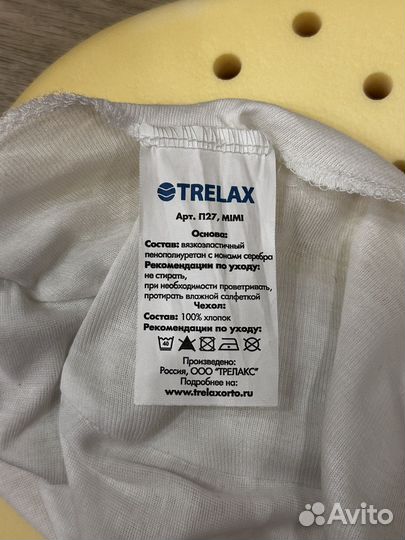 TRELAX
Арт. П27, MIMI
Основа:
Состав: вязкоэластичный
пенополиуретан с ионами серебра
Рекомендации по уходу:
не стирать,
при необходимости проветривать,
протирать влажной салфеткой
Чехол:
Состав: 100% хлопок
Рекомендации по уходу:
40
Произведено:
Россия, ООО "ТРЕЛАКС"
Подробнее на:
www.trelaxorto.ru
Avito